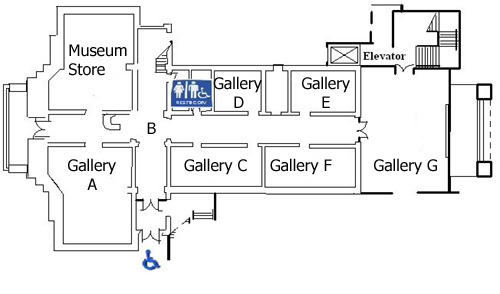 Museum
Store
Elevator
RESTROOM
Gallery
D
Gallery
E
B
Gallery
A
Gallery C
Gallery F
Gallery G